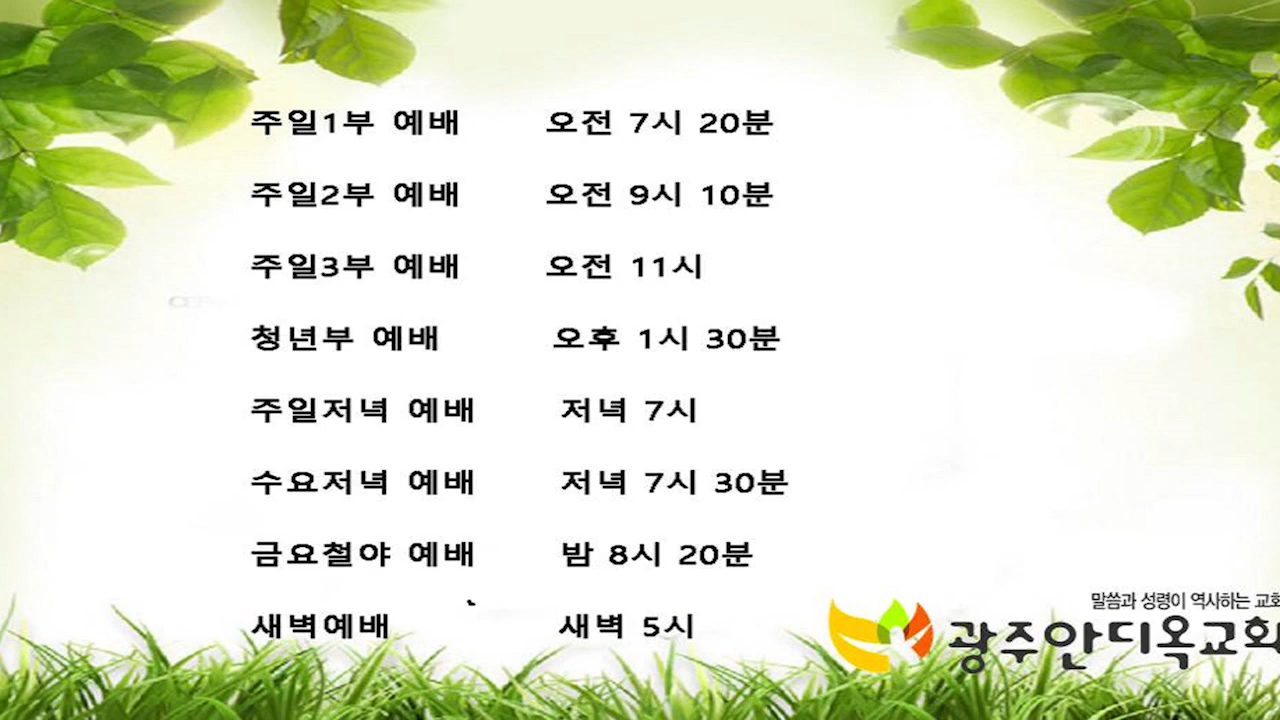 주일1부 예배 오전 7시 20분
주일2부 예배 오전 9시 10분
주일3부 예배 오전 11시
청년부 예배 오후 1시 30분
주일저녁 예배 저녁 7시
수요저녁 예배 저녁 7시 30분
금요철야 예배 밤 8시 20분
새벽예배 새벽 5시
말씀과 성령이 역사하는 교회
광주안디옥교회